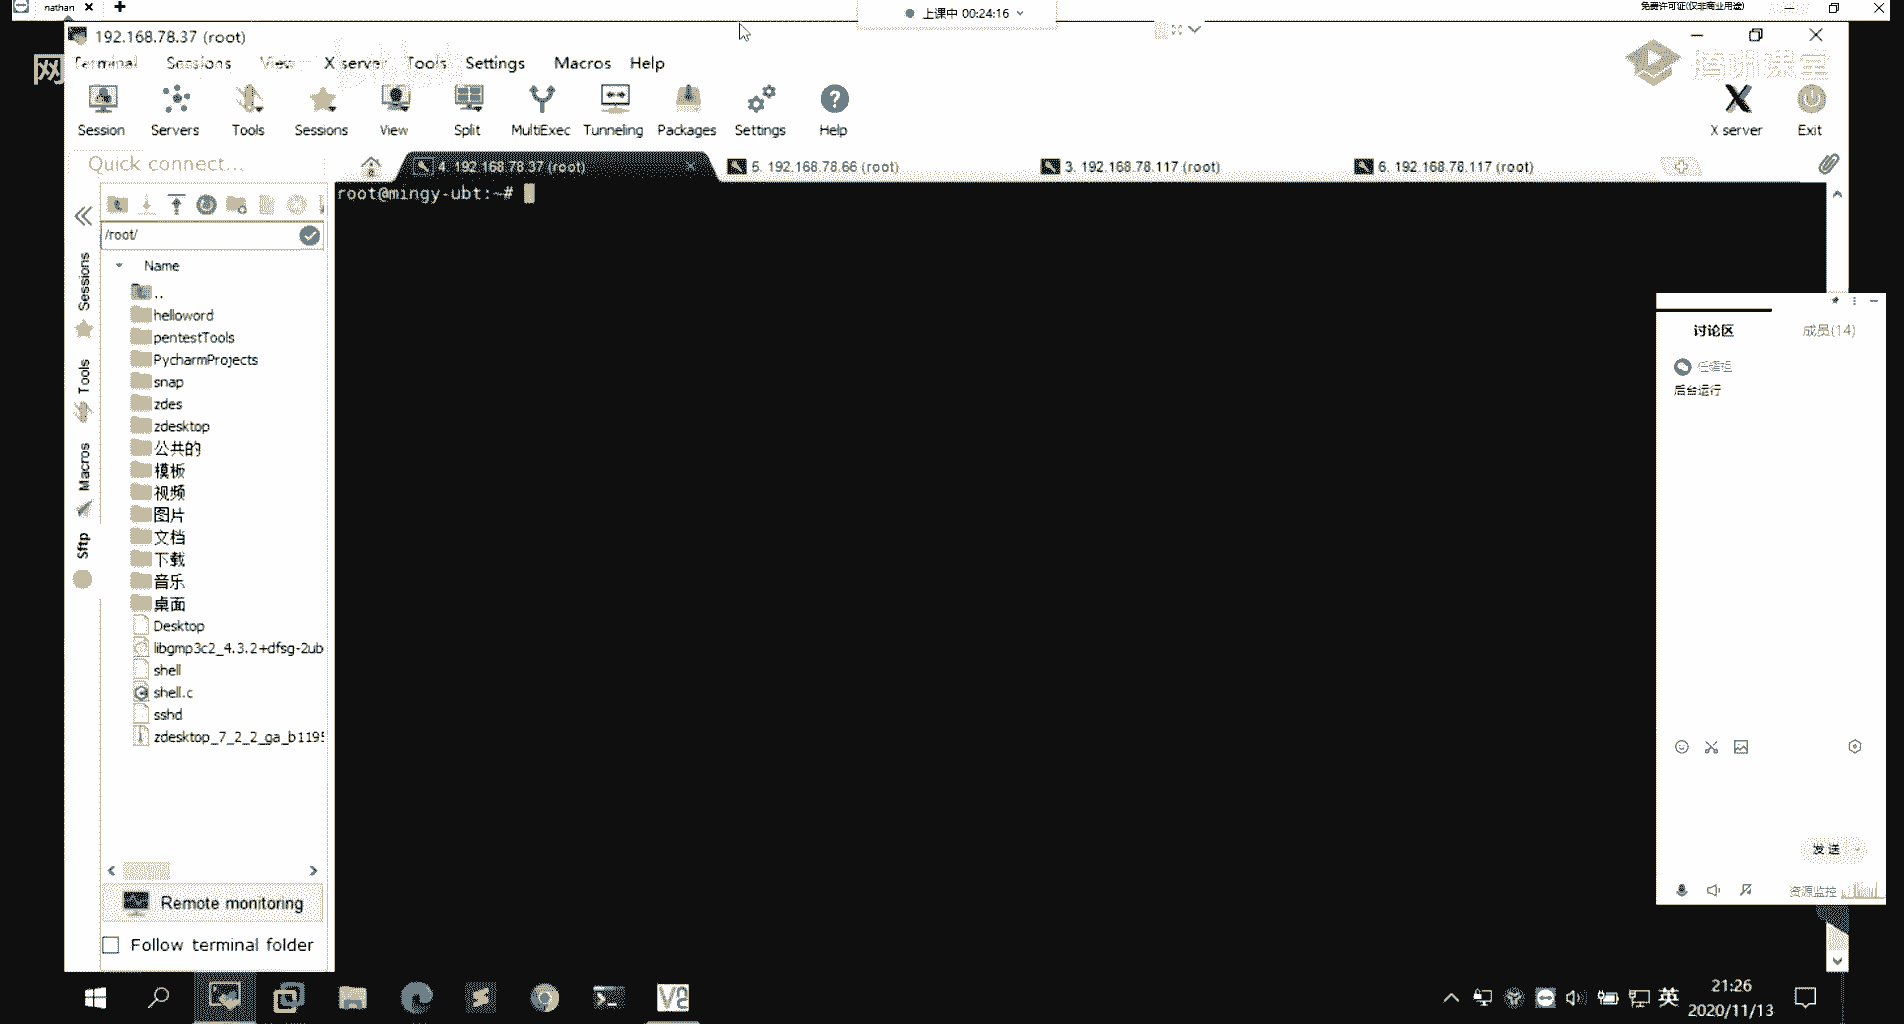 nathan
上课中 00:24:16
免费许可证(仅非商业用途)
192.168.78.37 (root)
网
腾讯课堂
Terminal Sessions View X server Tools Settings Macros Help
Session Servers Tools Sessions View Split MultiExec Tunneling Packages Settings Help X server Exit
Quick connect...
4. 192.168.78.37 (root)
5. 192.168.78.66 (root)
3. 192.168.78.117 (root)
6. 192.168.78.117 (root)
root@mingy-ubt:~#
/root/
Sessions
Tools
Macros
Sftp
Name
..
helloword
pentestTools
PycharmProjects
snap
zdes
zdesktop
公共的
模板
视频
图片
文档
下载
音乐
桌面
Desktop
libgmp3c2_4.3.2+dfsg-2ub
shell
shell.c
sshd
zdesktop_7_2_2_ga_b119
Remote monitoring
Follow terminal folder
讨论区
成员(14)
后台运行
发送
资源监控
英
21:26
2020/11/13